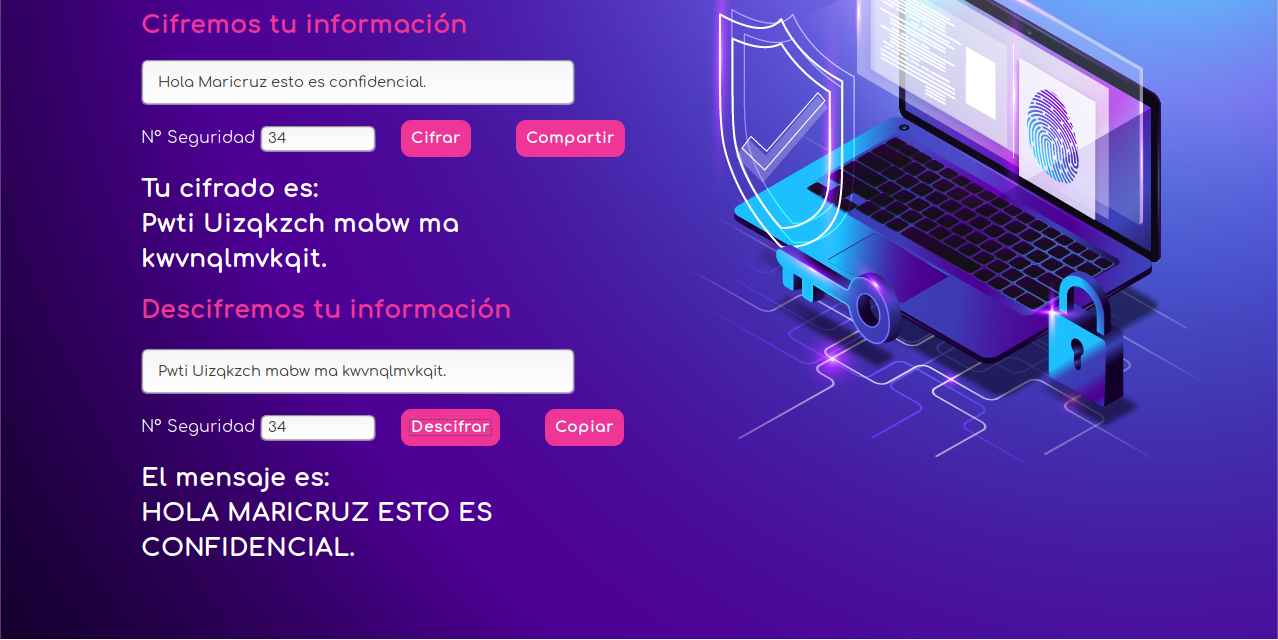 Cifremos tu información
Hola Maricruz esto es confidencial.
N° Seguridad 34 Cifrar Compartir
Tu cifrado es:
Pwti Uizqkzch mabw ma
kwvnqlmvkqit.
Descifremos tu información
Pwti Uizqkzch mabw ma kwvnqlmvkqit.
N° Seguridad 34 Descifrar Copiar
El mensaje es:
HOLA MARICRUZ ESTO ES
CONFIDENCIAL.